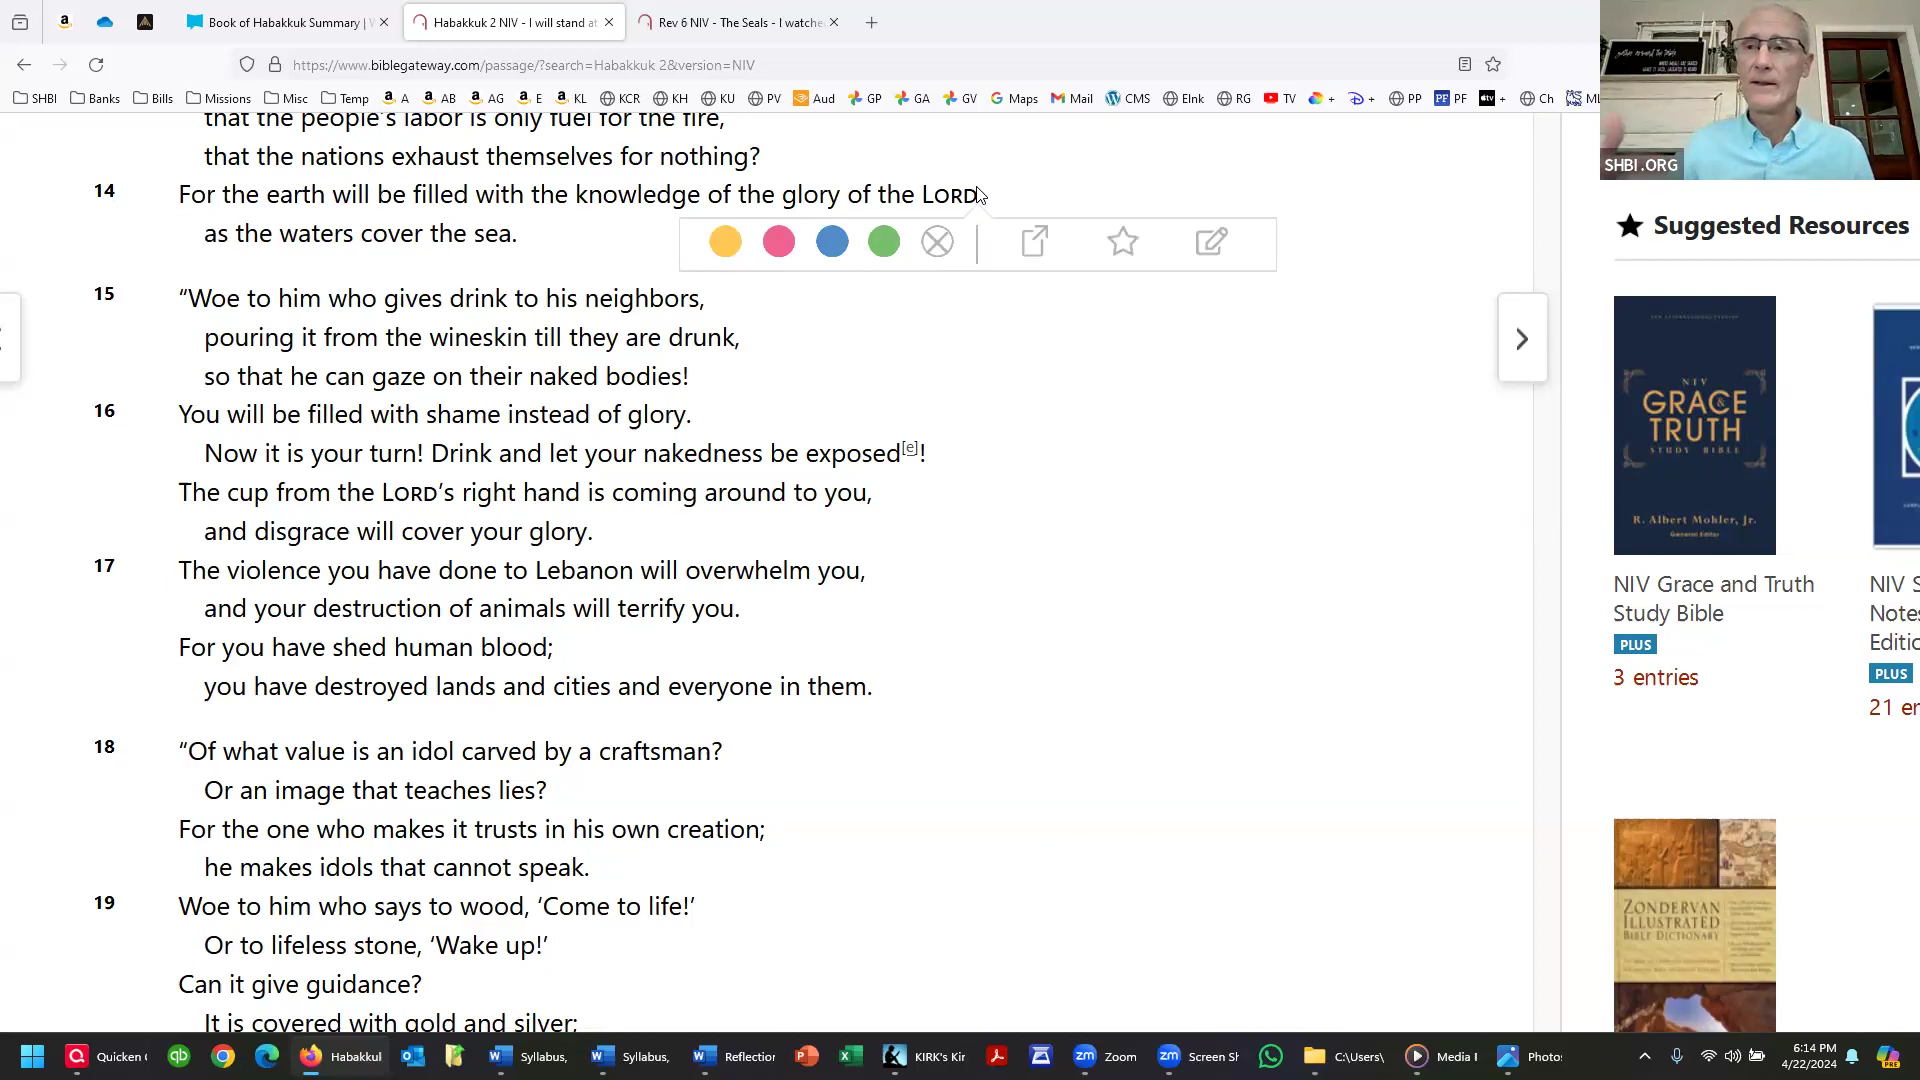 Book of Habakkuk Summary |
Habakkuk 2 NIV - I will stand at
Rev 6 NIV - The Seals - I watche
https://www.biblegateway.com/passage/?search=Habakkuk 2&version=NIV
SHBI Banks Bills Missions Misc Temp A AB AG E KL KCR KH KU PV Aud GP GA GV Maps Mail CMS EInk RG TV + + PP PF PF tv + Ch ML
SHBI.ORG
that the people's labor is only fuel for the fire,
that the nations exhaust themselves for nothing?
14 For the earth will be filled with the knowledge of the glory of the LORD
as the waters cover the sea.
15 “Woe to him who gives drink to his neighbors,
pouring it from the wineskin till they are drunk,
so that he can gaze on their naked bodies!
16 You will be filled with shame instead of glory.
Now it is your turn! Drink and let your nakedness be exposed[e]!
The cup from the LORD’s right hand is coming around to you,
and disgrace will cover your glory.
17 The violence you have done to Lebanon will overwhelm you,
and your destruction of animals will terrify you.
For you have shed human blood;
you have destroyed lands and cities and everyone in them.
18 “Of what value is an idol carved by a craftsman?
Or an image that teaches lies?
For the one who makes it trusts in his own creation;
he makes idols that cannot speak.
19 Woe to him who says to wood, ‘Come to life!’
Or to lifeless stone, ‘Wake up!’
Can it give guidance?
It is covered with gold and silver;
Suggested Resources
NIV
GRACE
&
TRUTH
STUDY BIBLE
R. Albert Mohler, Jr.
General Editor
NIV Grace and Truth
Study Bible
PLUS
3 entries
NIV S
Notes
Editic
PLUS
21 er
ZONDERVAN
ILLUSTRATED
BIBLE DICTIONARY
Quicken Habakkul Syllabus, Syllabus, Reflection KIRK's Kir Zoom Screen Sh C:\Users\ Media Photos
6:14 PM
4/22/2024